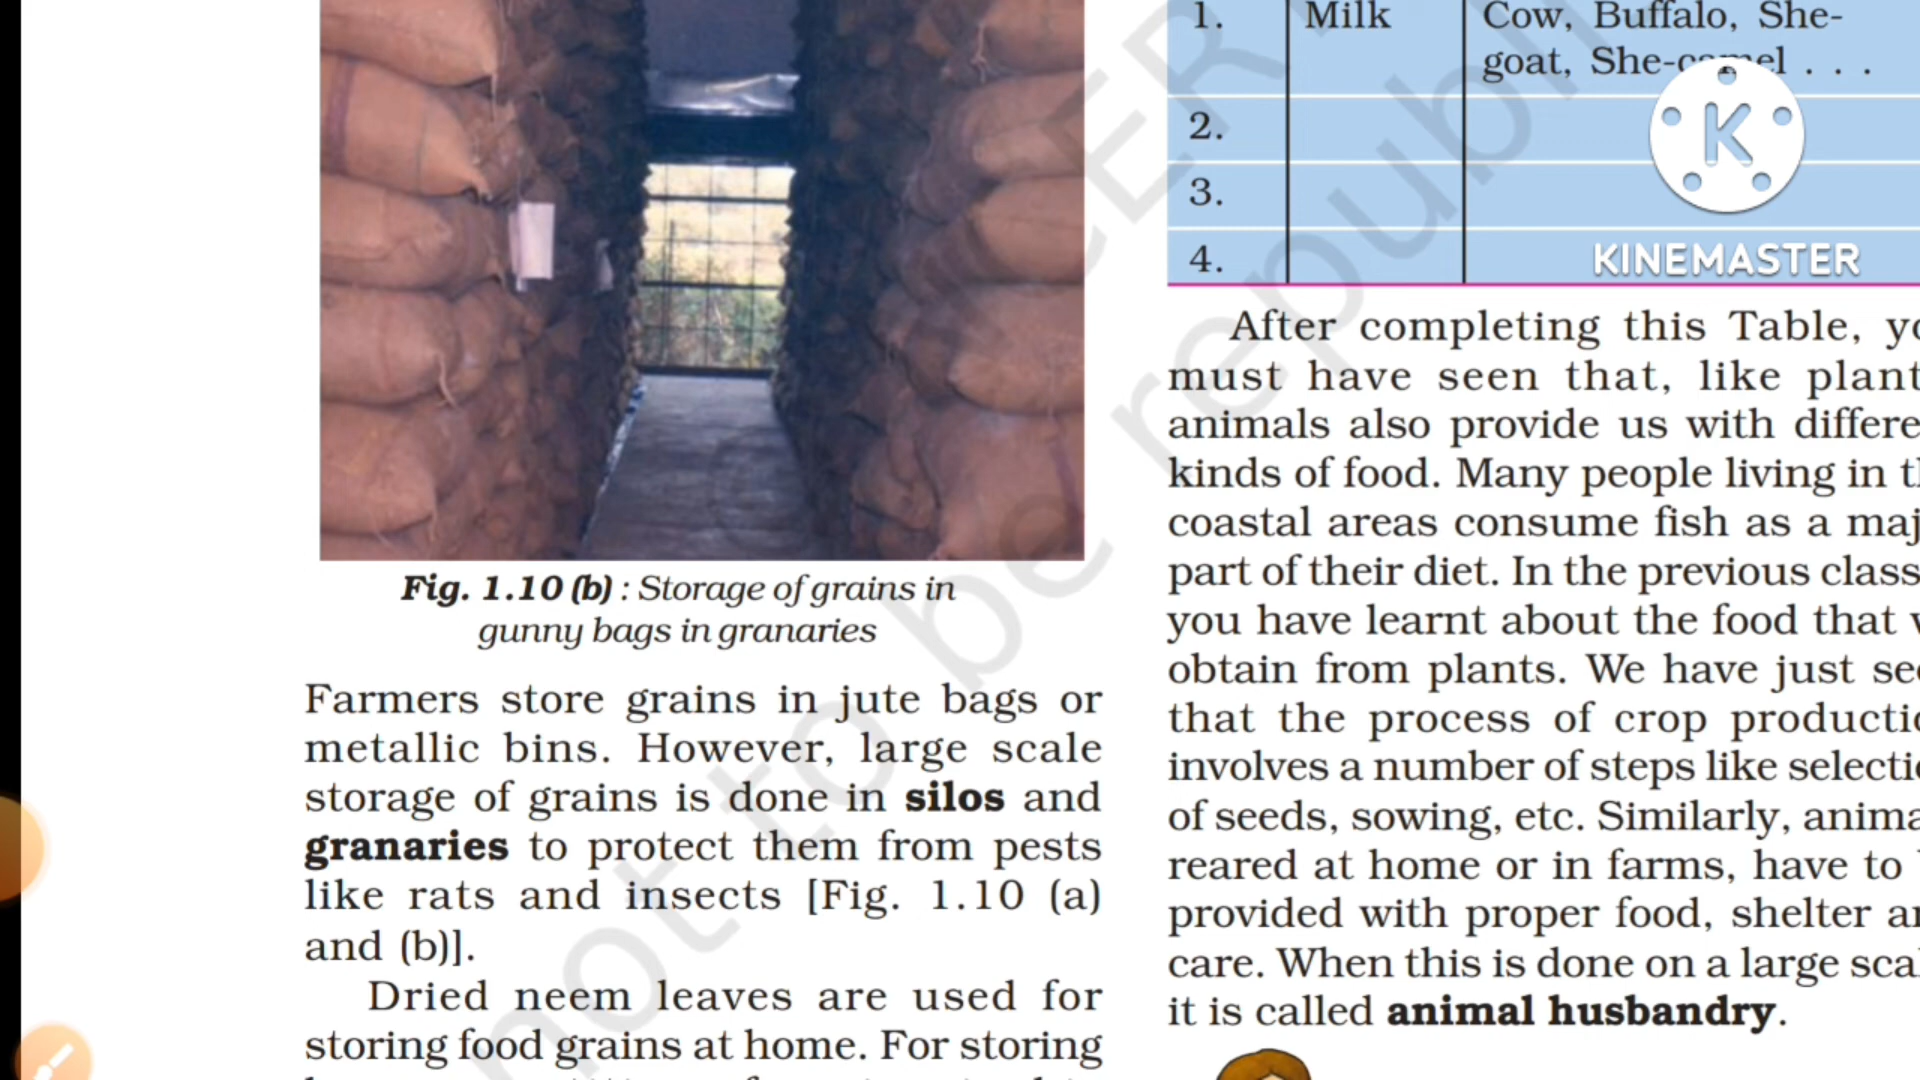 Fig. 1.10 (b) : Storage of grains in
gunny bags in granaries
Farmers store grains in jute bags or
metallic bins. However, large scale
storage of grains is done in silos and
granaries to protect them from pests
like rats and insects [Fig. 1.10 (a)
and (b)].
Dried neem leaves are used for
storing food grains at home. For storing
1. Milk Cow, Buffalo, She-
goat, She-camel . . .
2.
3.
4.
KINEMASTER
After completing this Table,
must have seen that, like
animals also provide us with
kinds of food. Many people living in
coastal areas consume fish as a
part of their diet. In the previous
you have learnt about the food that
obtain from plants. We have just
that the process of crop
involves a number of steps like
of seeds, sowing, etc. Similarly,
reared at home or in farms, have to
provided with proper food, shelter
care. When this is done on a large
it is called animal husbandry.
not to be republ